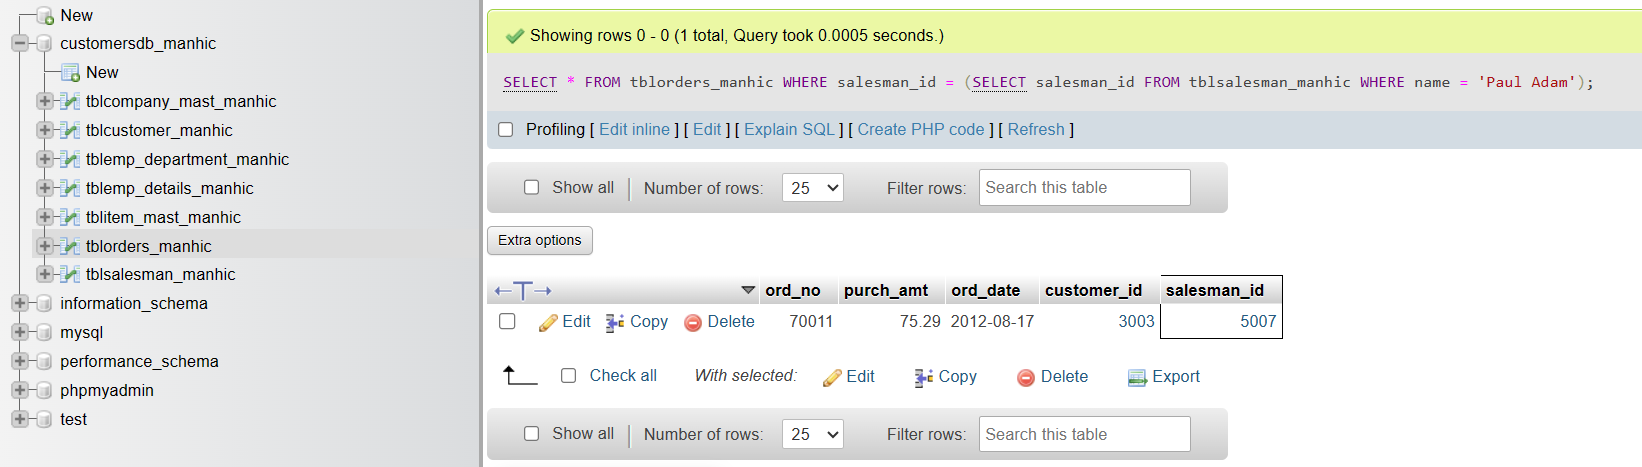 New
customersdb_manhic
New
tblcompany_mast_manhic
tblcustomer_manhic
tblemp_department_manhic
tblemp_details_manhic
tblitem_mast_manhic
tblorders_manhic
tblsalesman_manhic
information_schema
mysql
performance_schema
phpmyadmin
test
Showing rows 0 - 0 (1 total, Query took 0.0005 seconds.)
SELECT * FROM tblorders_manhic WHERE salesman_id = (SELECT salesman_id FROM tblsalesman_manhic WHERE name = 'Paul Adam');
Profiling [ Edit inline ] [ Edit ] [ Explain SQL ] [ Create PHP code ] [ Refresh ]
Show all Number of rows: 25 Filter rows: Search this table
Extra options
ord_no purch_amt ord_date customer_id salesman_id
Edit Copy Delete 70011 75.29 2012-08-17 3003 5007
Check all With selected: Edit Copy Delete Export
Show all Number of rows: 25 Filter rows: Search this table